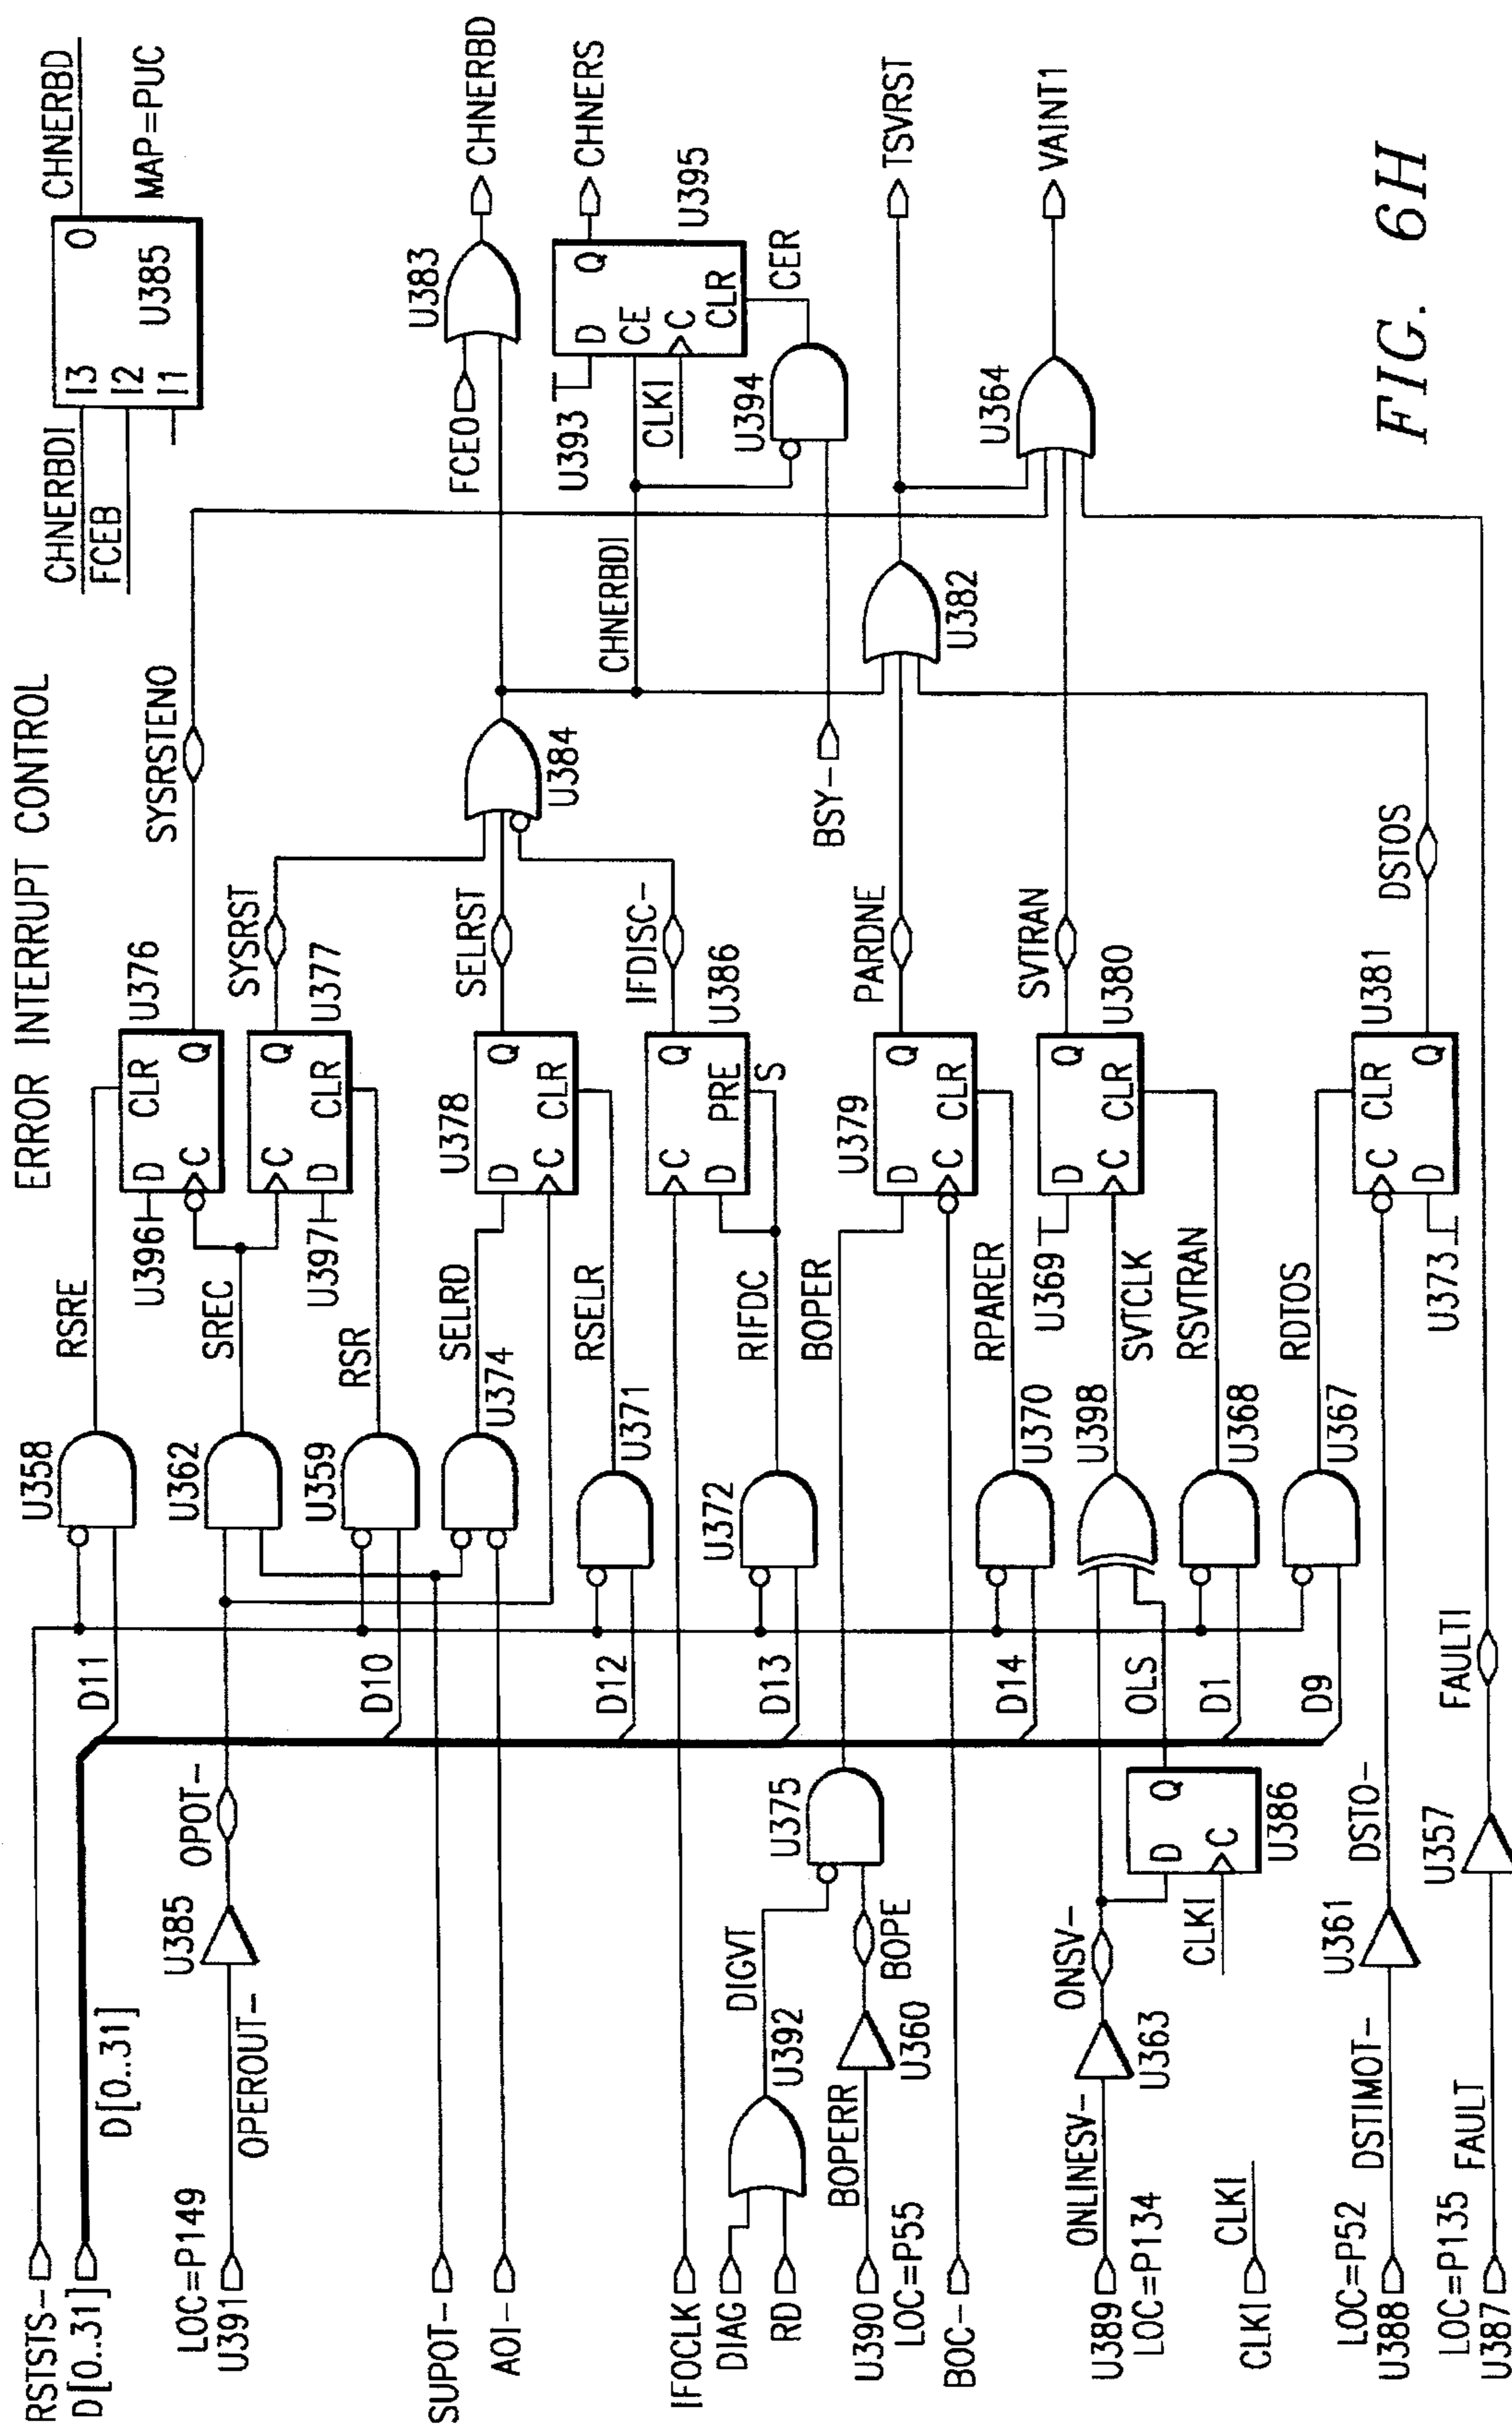 ERROR INTERRUPT CONTROL
RSTSTS-
D[0..31]
D[0..31]
LOC=P149
U391
OPEROUT-
U385
OPOT-
SUPOT-
AOI-
IFOCLK
DIAG
RD
U392
DIGVT
U375
U390
LOC=P55
BOPERR
U360
BOPE
BOC-
U389
LOC=P134
ONLINESV-
U363
ONSV-
CLKI
CLKI
CLKI
D
Q
C
U386
OLS
LOC=P52
U388
DSTIMOT-
U361
DSTO-
LOC=P135
U387
FAULT
U357
FAULTI
D11
D10
D12
D13
D14
D1
D9
U358
RSRE
U362
SREC
U359
RSR
U374
SELRD
U371
RSELR
U372
RIFDC
BOPER
U370
RPARER
U398
SVTCLK
U368
RSVTRAN
U367
RDTOS
U396
D
CLR
C
Q
U376
U397
C
Q
D
CLR
U377
U378
D
Q
C
CLR
C
Q
D
PRE
S
U386
U379
D
Q
C
CLR
U369
D
Q
C
CLR
U380
C
CLR
D
Q
U381
U373
SYSRSTENO
SYSRST
SELRST
IFDISC-
PARDNE
SVTRAN
DSTOS
U384
CHNERBDI
BSY-
U382
CHNERBDI
FCEB
I3
I2
I1
O
U385
CHNERBD
MAP=PUC
FCEO
U383
CHNERBD
U393
D
Q
CE
C
CLR
CLKI
U395
CHNERS
U394
CER
TSVRST
U364
VAINT1
FIG. 6H